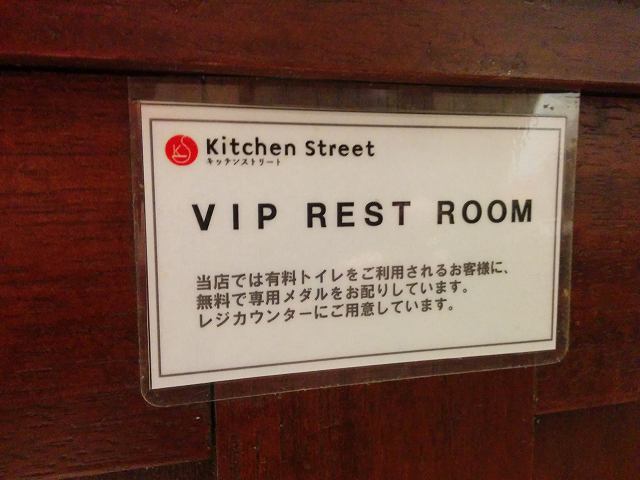 Kitchen Street
キッチンストリート
VIP REST ROOM
当店では有料トイレをご利用されるお客様に、
無料で専用メダルをお配りしています。
レジカウンターにご用意しています。